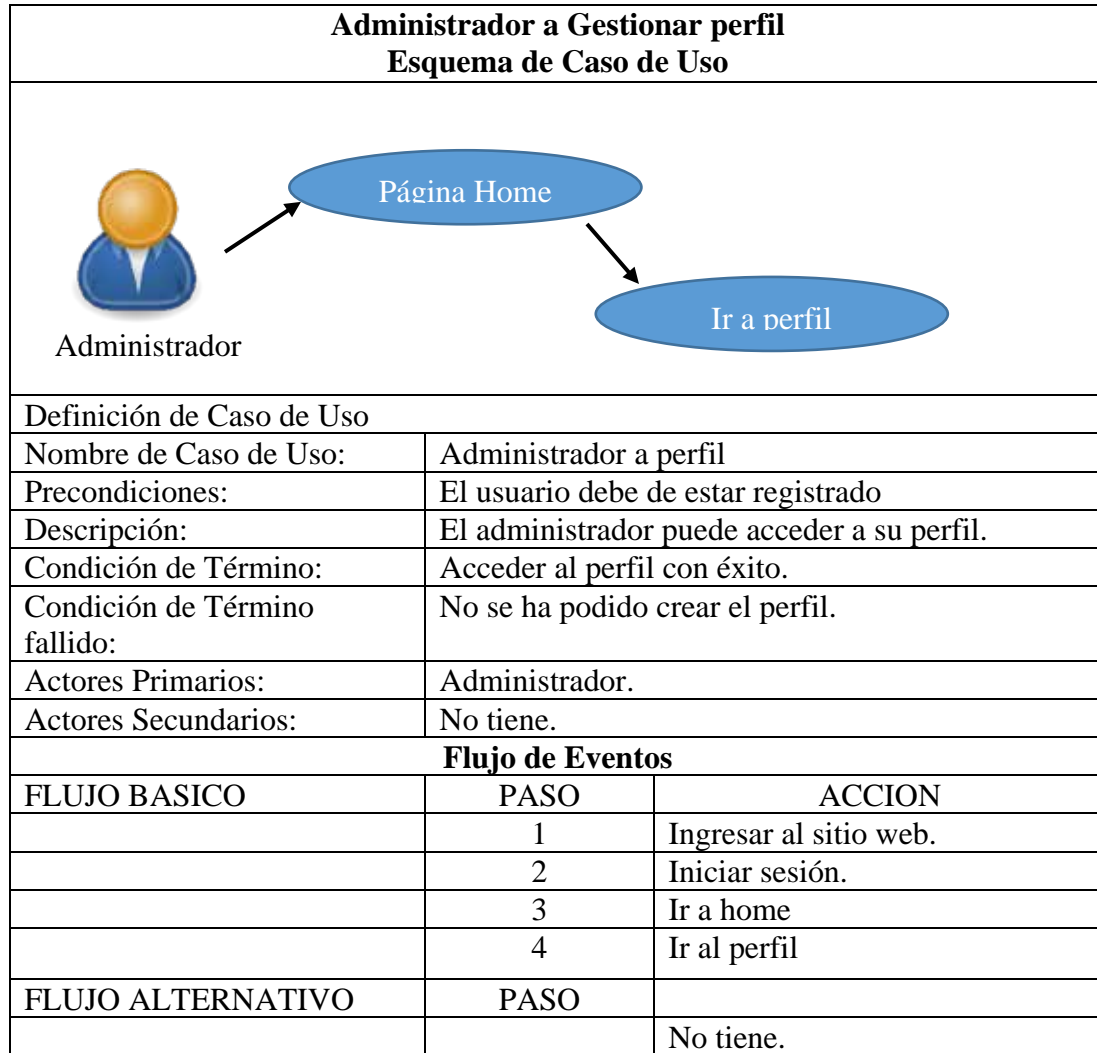 Administrador a Gestionar perfil
Esquema de Caso de Uso
Página Home
Ir a perfil
Administrador
Definición de Caso de Uso
Nombre de Caso de Uso: Administrador a perfil
Precondiciones: El usuario debe de estar registrado
Descripción: El administrador puede acceder a su perfil.
Condición de Término: Acceder al perfil con éxito.
Condición de Término No se ha podido crear el perfil.
fallido:
Actores Primarios: Administrador.
Actores Secundarios: No tiene.
Flujo de Eventos
FLUJO BASICO PASO ACCION
1 Ingresar al sitio web.
2 Iniciar sesión.
3 Ir a home
4 Ir al perfil
FLUJO ALTERNATIVO PASO
No tiene.